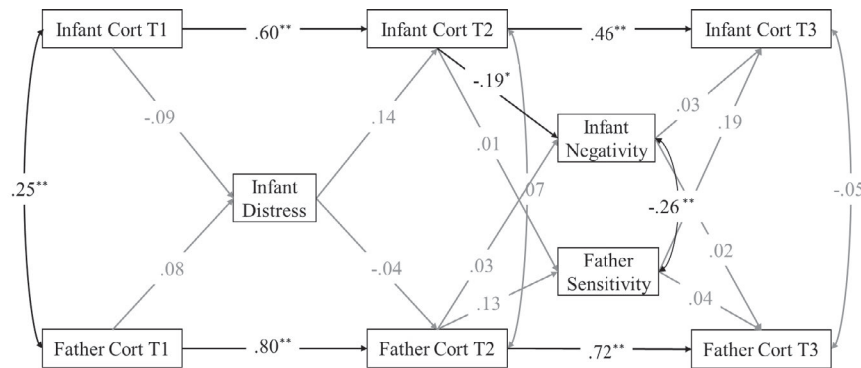 Infant Cort T1
.60**
Infant Cort T2
.46**
Infant Cort T3
-.19*
-.09
.14
.01
.03
.19
Infant
Negativity
.25**
Infant
Distress
.07
-.26**
-.05
.08
-.04
.03
.13
Father
Sensitivity
.02
.04
Father Cort T1
.80**
Father Cort T2
.72**
Father Cort T3